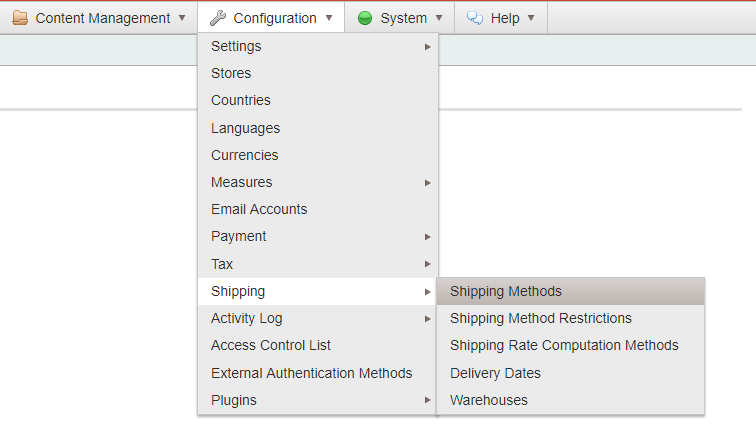 Content Management Configuration System Help
Settings
Stores
Countries
Languages
Currencies
Measures
Email Accounts
Payment
Tax
Shipping
Activity Log
Access Control List
External Authentication Methods
Plugins
Shipping Methods
Shipping Method Restrictions
Shipping Rate Computation Methods
Delivery Dates
Warehouses